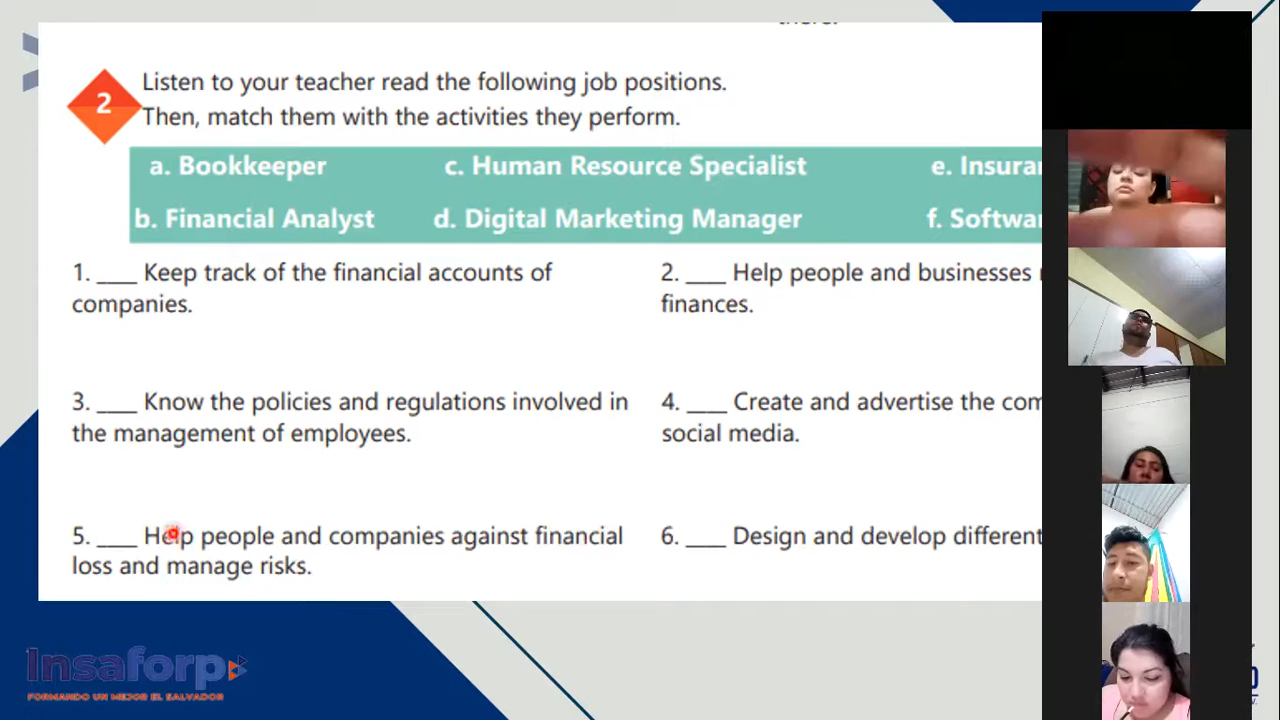 there.
2
Listen to your teacher read the following job positions.
Then, match them with the activities they perform.
a. Bookkeeper c. Human Resource Specialist e. Insura
b. Financial Analyst d. Digital Marketing Manager f. Softwa
1. ____ Keep track of the financial accounts of companies.
2. ____ Help people and businesses
finances.
3. ____ Know the policies and regulations involved in
the management of employees.
4. ____ Create and advertise the com
social media.
5. ____ Help people and companies against financial
loss and manage risks.
6. ____ Design and develop different
Insaforp
FORMANDO UN MEJOR EL SALVADOR